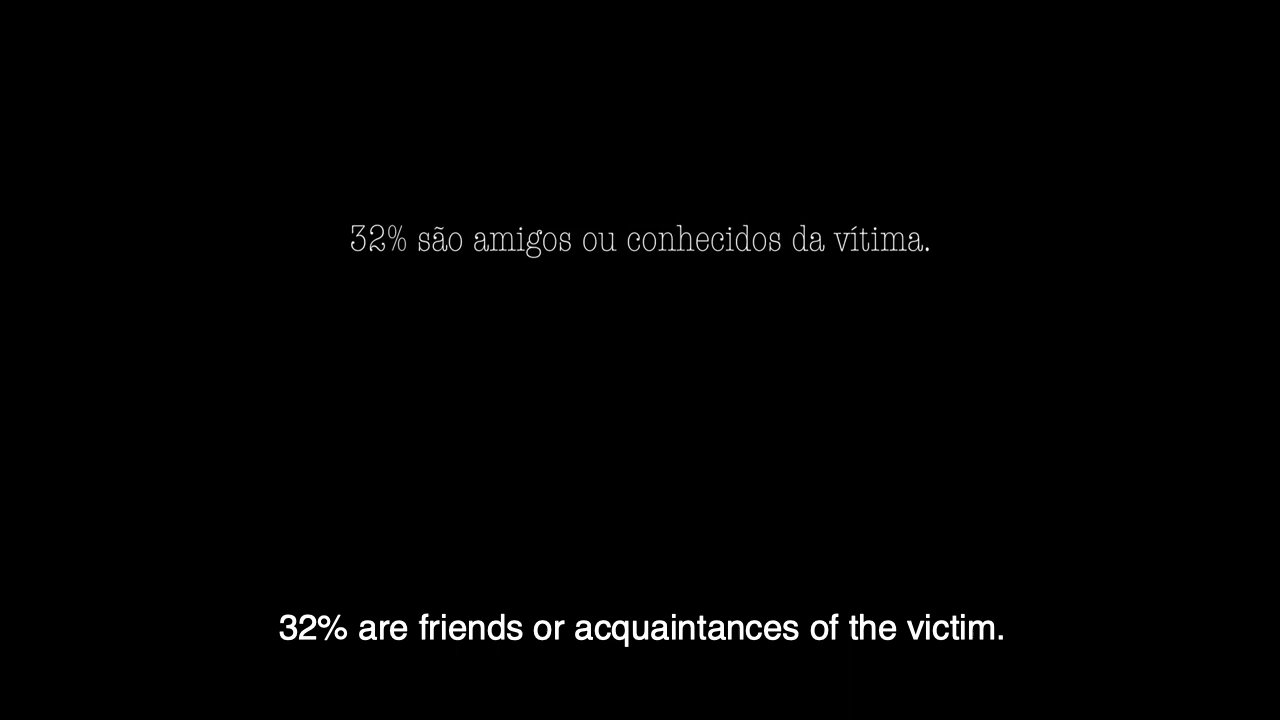 32% são amigos ou conhecidos da vítima.
32% are friends or acquaintances of the victim.